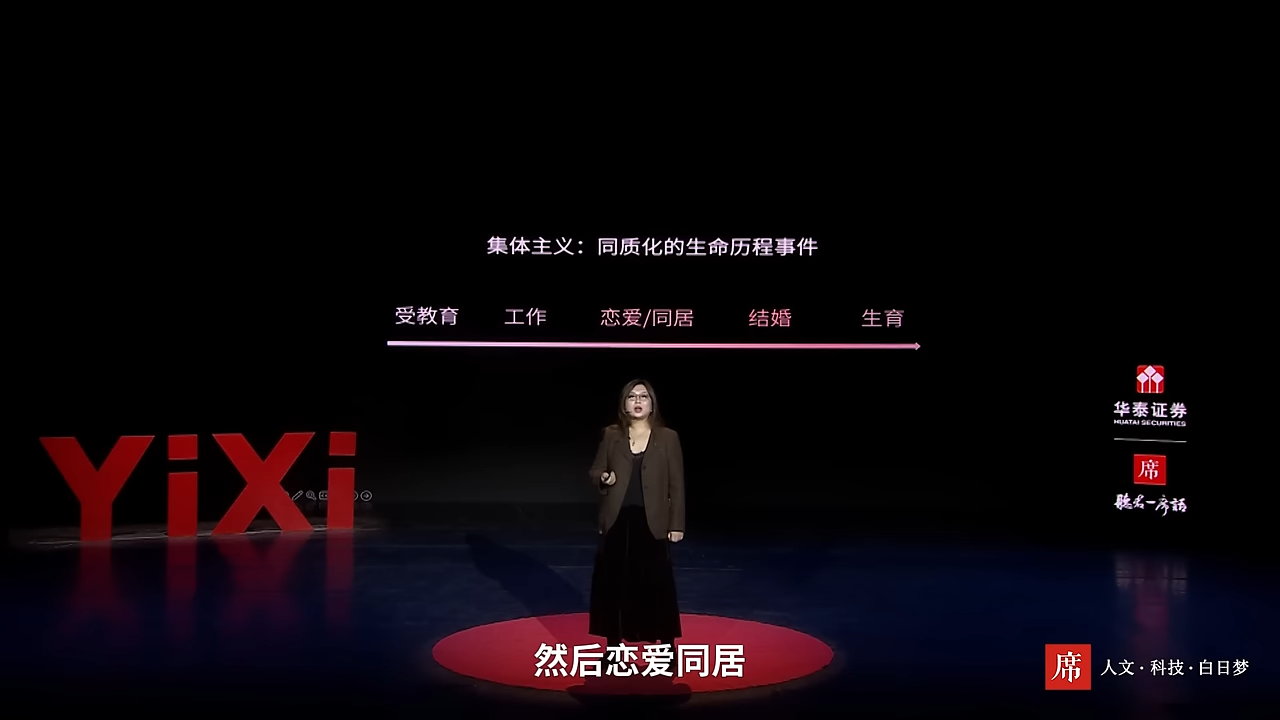 集体主义：同质化的生命历程事件
受教育 工作 恋爱/同居 结婚 生育
YiXi
华泰证券
HUATAI SECURITIES
席
听君一席话
然后恋爱同居
席 人文·科技·白日梦